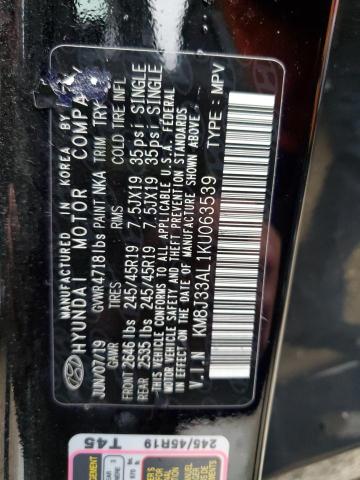 MANUFACTURED IN KOREA BY
HYUNDAI MOTOR COMPANY
JUN/07/19 GVWR 4718 lbs PAINT NKA TRIM TRY
GAWR TIRES RIMS COLD TIRE INFL
FRONT 2646 lbs 245/45R19 7.5JX19 35psi SINGLE
REAR 2535 lbs 245/45R19 7.5JX19 35psi SINGLE
THIS VEHICLE CONFORMS TO ALL APPLICABLE U.S.A. FEDERAL
MOTOR VEHICLE SAFETY STANDARDS IN EFFECT ON THE DATE OF
MANUFACTURE SHOWN ABOVE.
V.I.N KM8J33AL1KU063539 TYPE: MPV
T45
245/45R19